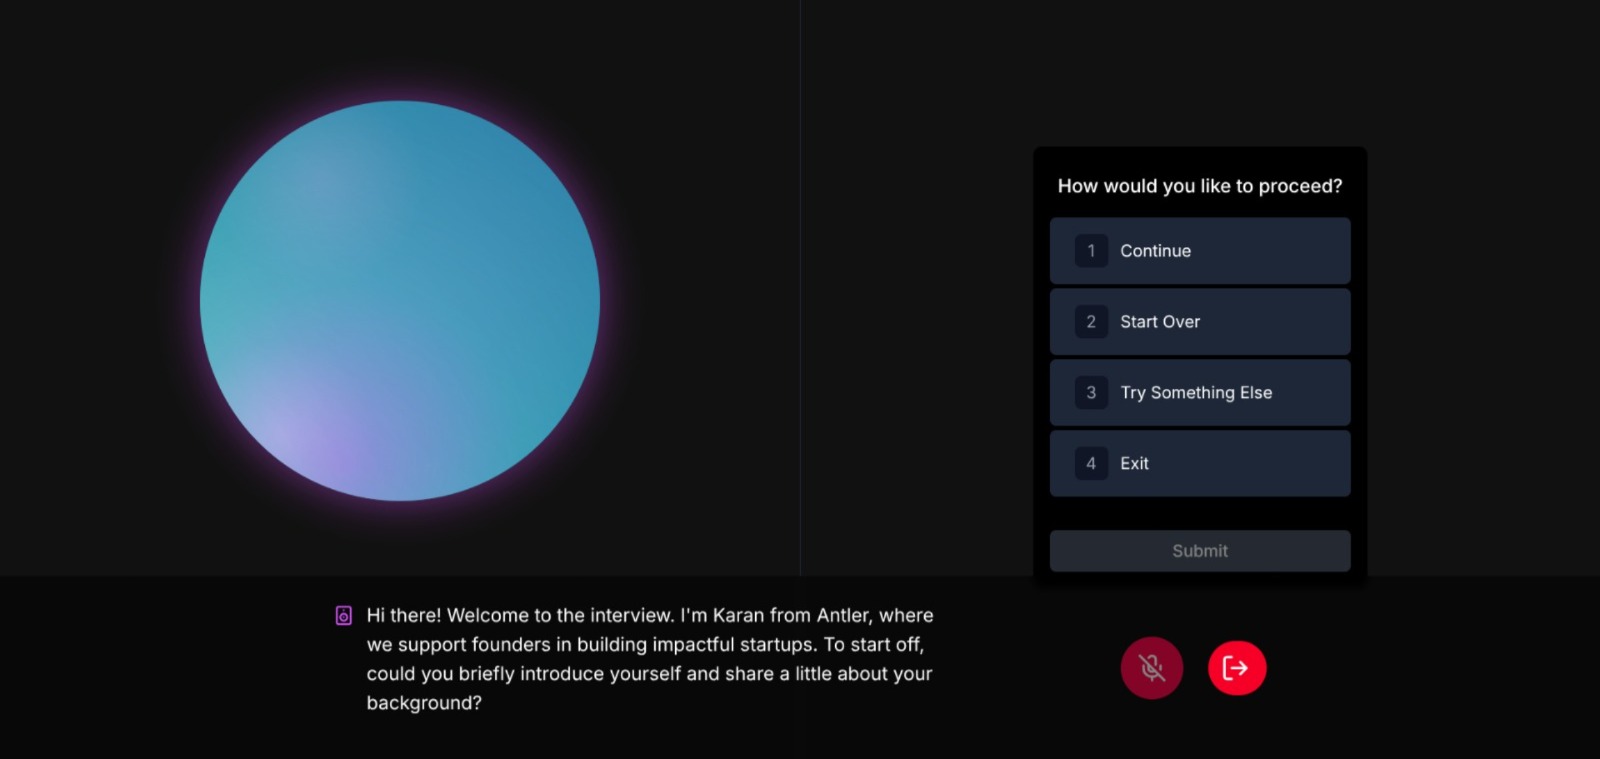 How would you like to proceed?
1 Continue
2 Start Over
3 Try Something Else
4 Exit
Submit
Hi there! Welcome to the interview. I'm Karan from Antler, where
we support founders in building impactful startups. To start off,
could you briefly introduce yourself and share a little about your
background?